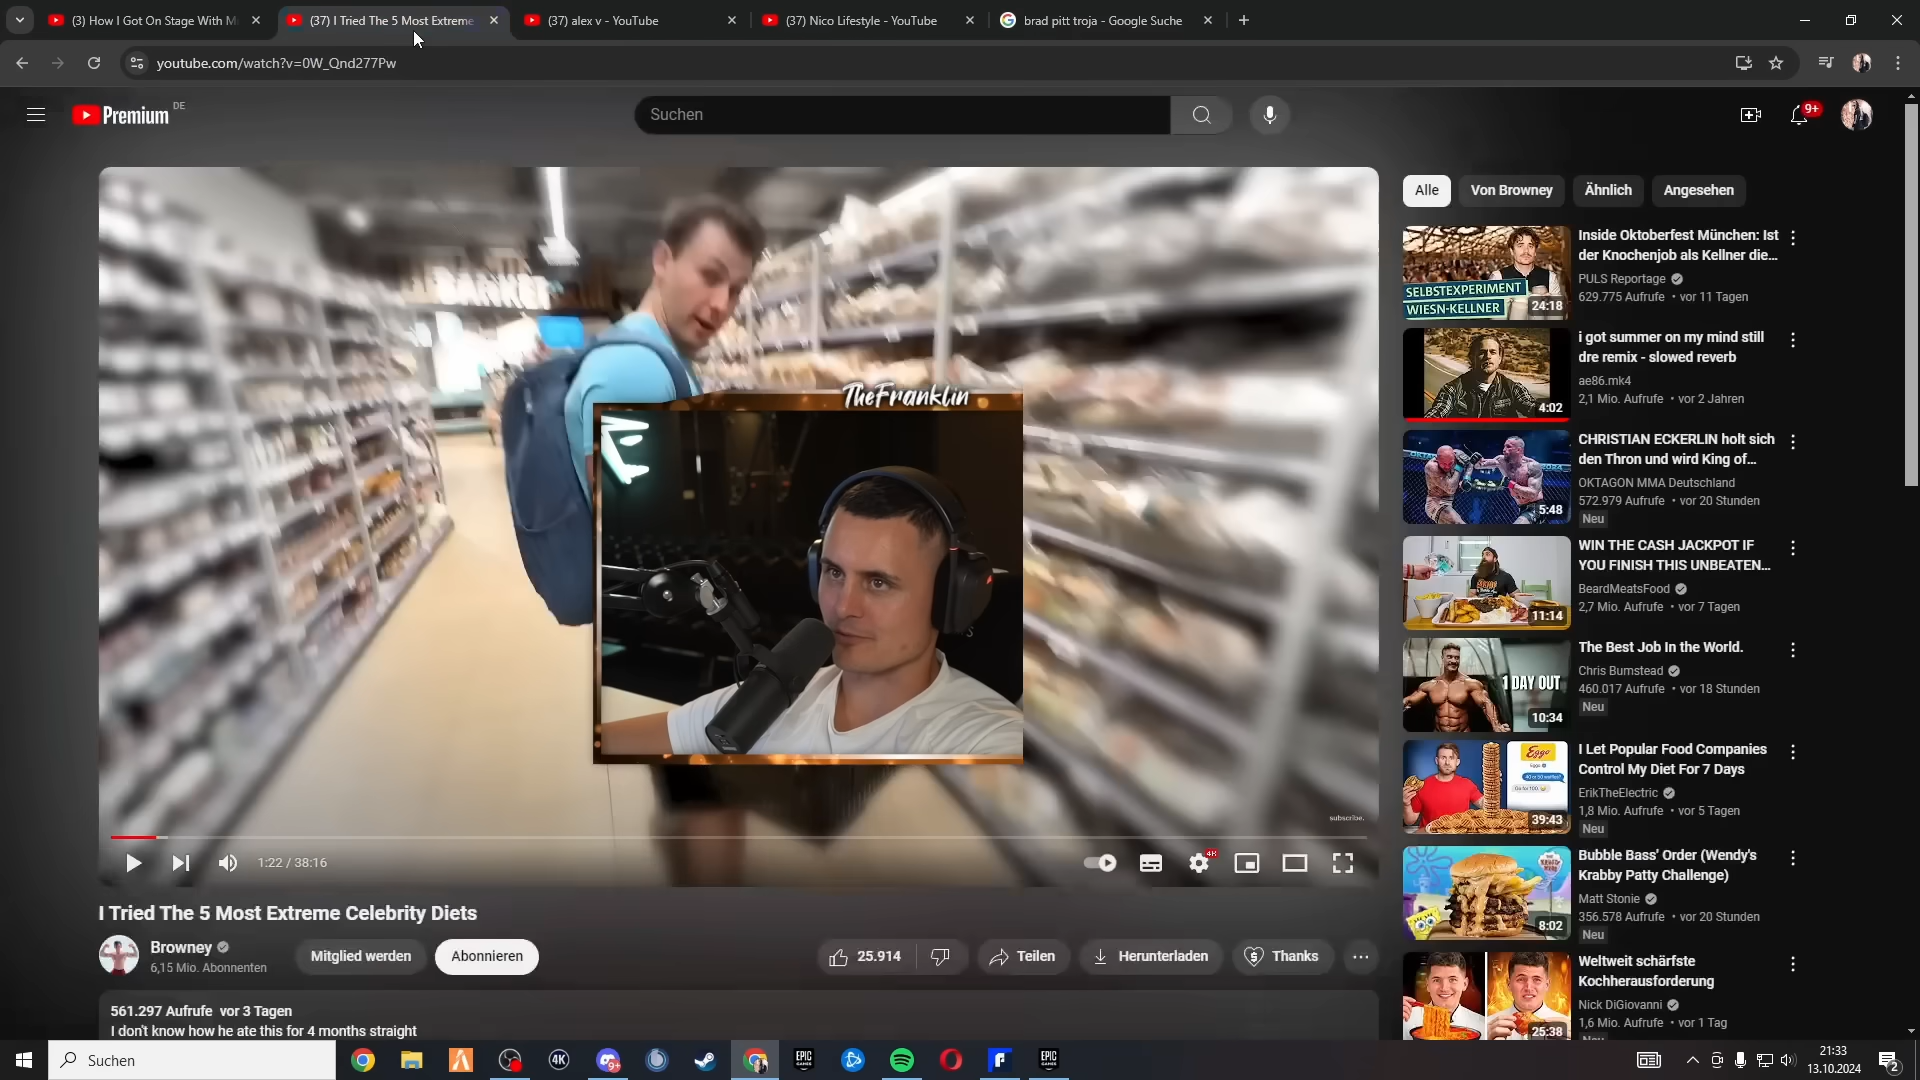 (3) How I Got On Stage With M
(37) I Tried The 5 Most Extreme
(37) alex v - YouTube
(37) Nico Lifestyle - YouTube
brad pitt troja - Google Suche
youtube.com/watch?v=0W_Qnd277Pw
Premium DE
Suchen
9+
Alle
Von Browney
Ähnlich
Angesehen
TheFranklin
subscribe.
1:22 / 38:16
4K
I Tried The 5 Most Extreme Celebrity Diets
Browney
6,15 Mio. Abonnenten
Mitglied werden
Abonnieren
25.914
Teilen
Herunterladen
Thanks
561.297 Aufrufe vor 3 Tagen
I don't know how he ate this for 4 months straight
SELBSTEXPERIMENT
WIESN-KELLNER
24:18
Inside Oktoberfest München: Ist
der Knochenjob als Kellner die...
PULS Reportage
629.775 Aufrufe • vor 11 Tagen
4:02
i got summer on my mind still
dre remix - slowed reverb
ae86.mk4
2,1 Mio. Aufrufe • vor 2 Jahren
5:48
CHRISTIAN ECKERLIN holt sich
den Thron und wird King of...
OKTAGON MMA Deutschland
572.979 Aufrufe • vor 20 Stunden
Neu
11:14
WIN THE CASH JACKPOT IF
YOU FINISH THIS UNBEATEN...
BeardMeatsFood
2,7 Mio. Aufrufe • vor 7 Tagen
1 DAY OUT
10:34
The Best Job In the World.
Chris Bumstead
460.017 Aufrufe • vor 18 Stunden
Neu
Eggo
39:43
I Let Popular Food Companies
Control My Diet For 7 Days
ErikTheElectric
1,8 Mio. Aufrufe • vor 5 Tagen
Neu
8:02
Bubble Bass' Order (Wendy's
Krabby Patty Challenge)
Matt Stonie
356.578 Aufrufe • vor 20 Stunden
Neu
25:38
Weltweit schärfste
Kochherausforderung
Nick DiGiovanni
1,6 Mio. Aufrufe • vor 1 Tag
Suchen
4K
9+
EPIC
GAMES
EPIC
GAMES
21:33
13.10.2024
2